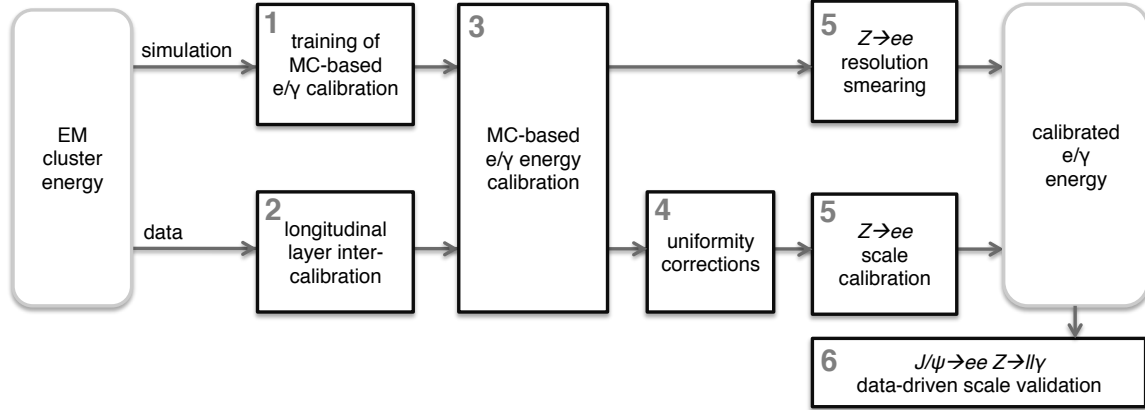 EM
cluster
energy
simulation
data
1
training of
MC-based
e/γ calibration
2
longitudinal
layer inter-
calibration
3
MC-based
e/γ energy
calibration
4
uniformity
corrections
5
Z→ee
resolution
smearing
5
Z→ee
scale
calibration
calibrated
e/γ
energy
6
J/ψ→ee Z→llγ
data-driven scale validation